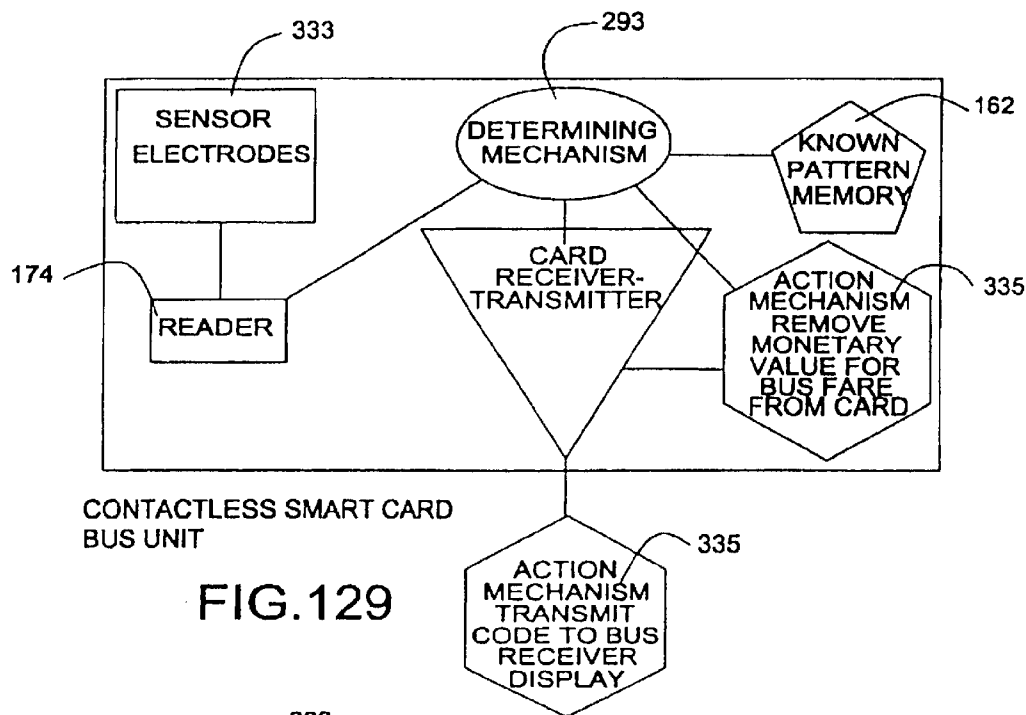 333
293
162
SENSOR
ELECTRODES
DETERMINING
MECHANISM
KNOWN
PATTERN
MEMORY
174
READER
CARD
RECEIVER-
TRANSMITTER
335
ACTION
MECHANISM
REMOVE
MONETARY
VALUE FOR
BUS FARE
FROM CARD
CONTACTLESS SMART CARD
BUS UNIT
FIG.129
335
ACTION
MECHANISM
TRANSMIT
CODE TO BUS
RECEIVER
DISPLAY